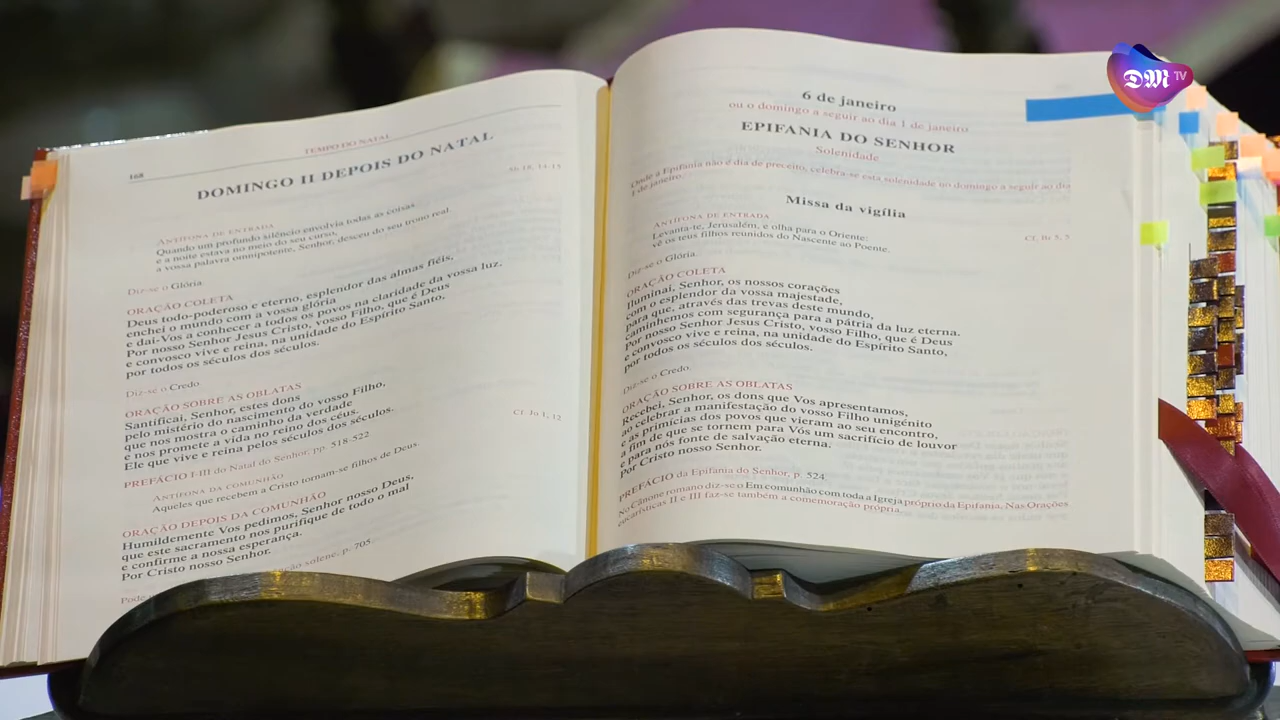 168
TEMPO DO NATAL
DOMINGO II DEPOIS DO NATAL
Sb 18, 14-15
ANTÍFONA DE ENTRADA
Quando um profundo silêncio envolvia todas as coisas
e a noite estava no meio do seu curso,
a vossa palavra omnipotente, Senhor, desceu do seu trono real.
Diz-se o Glória.
ORAÇÃO COLETA
Deus todo-poderoso e eterno, esplendor das almas fiéis,
enchei o mundo com a vossa glória
e dai-Vos a conhecer a todos os povos na claridade da vossa luz.
Por nosso Senhor Jesus Cristo, vosso Filho, que é Deus
e convosco vive e reina, na unidade do Espírito Santo,
por todos os séculos dos séculos.
Diz-se o Credo.
ORAÇÃO SOBRE AS OBLATAS
Santificai, Senhor, estes dons
pelo mistério do nascimento do vosso Filho,
que nos mostra o caminho da verdade
e nos promete a vida no reino dos céus.
Ele que vive e reina pelos séculos dos séculos.
PREFÁCIO I-III do Natal do Senhor, pp. 518-522
ANTÍFONA DA COMUNHÃO
Cf. Jo 1, 12
Aqueles que recebem a Cristo tornam-se filhos de Deus.
ORAÇÃO DEPOIS DA COMUNHÃO
Humildemente Vos pedimos, Senhor nosso Deus,
que este sacramento nos purifique de todo o mal
e confirme a nossa esperança.
Por Cristo nosso Senhor.
solene, p. 705.
6 de janeiro
ou o domingo a seguir ao dia 1 de janeiro
EPIFANIA DO SENHOR
Solenidade
Onde a Epifania não é dia de preceito, celebra-se esta solenidade no domingo a seguir ao dia
1 de janeiro.
Missa da vigília
ANTÍFONA DE ENTRADA
Cf. Br 5, 5
Levanta-te, Jerusalém, e olha para o Oriente:
vê os teus filhos reunidos do Nascente ao Poente.
Diz-se o Glória.
ORAÇÃO COLETA
Iluminai, Senhor, os nossos corações
com o esplendor da vossa majestade,
para que, através das trevas deste mundo,
caminhemos com segurança para a pátria da luz eterna.
Por nosso Senhor Jesus Cristo, vosso Filho, que é Deus
e convosco vive e reina, na unidade do Espírito Santo,
por todos os séculos dos séculos.
Diz-se o Credo.
ORAÇÃO SOBRE AS OBLATAS
Recebei, Senhor, os dons que Vos apresentamos,
ao celebrar a manifestação do vosso Filho unigénito
e as primícias dos povos que vieram ao seu encontro,
a fim de que se tornem para Vós um sacrifício de louvor
e para nós fonte de salvação eterna.
Por Cristo nosso Senhor.
PREFÁCIO da Epifania do Senhor, p. 524
No Cânone romano diz-se o Em comunhão com toda a Igreja próprio da Epifania. Nas Orações
eucarísticas II e III faz-se também a comemoração própria.
DM TV